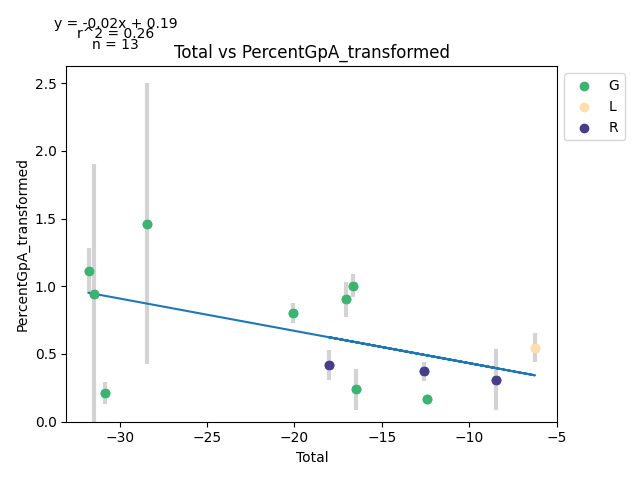 y = -0.02x + 0.19
r^2 = 0.26
n = 13
Total vs PercentGpA_transformed
G
L
R
PercentGpA_transformed
2.5
2.0
1.5
1.0
0.5
0.0
−30
−25
−20
−15
−10
−5
Total